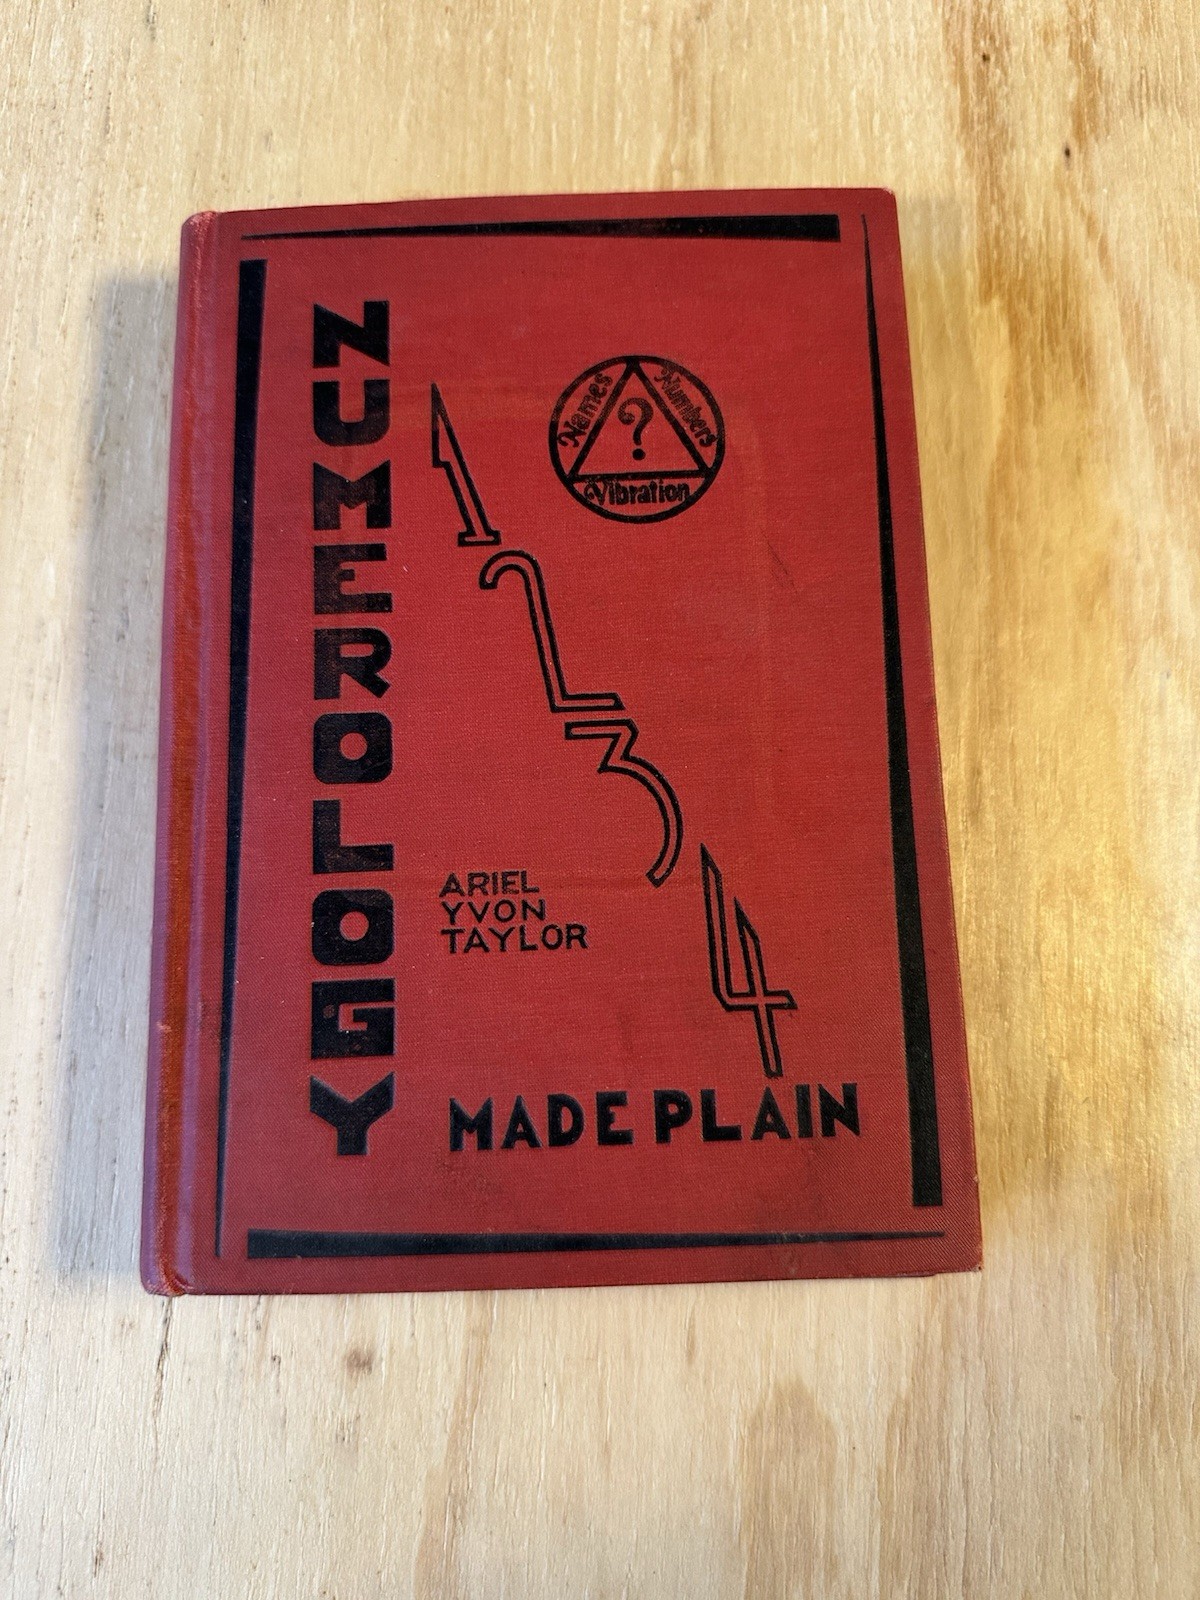 NUMEROLOGY
Names
Numbers
?
Vibration
1
2
3
4
ARIEL
YVON
TAYLOR
MADE PLAIN